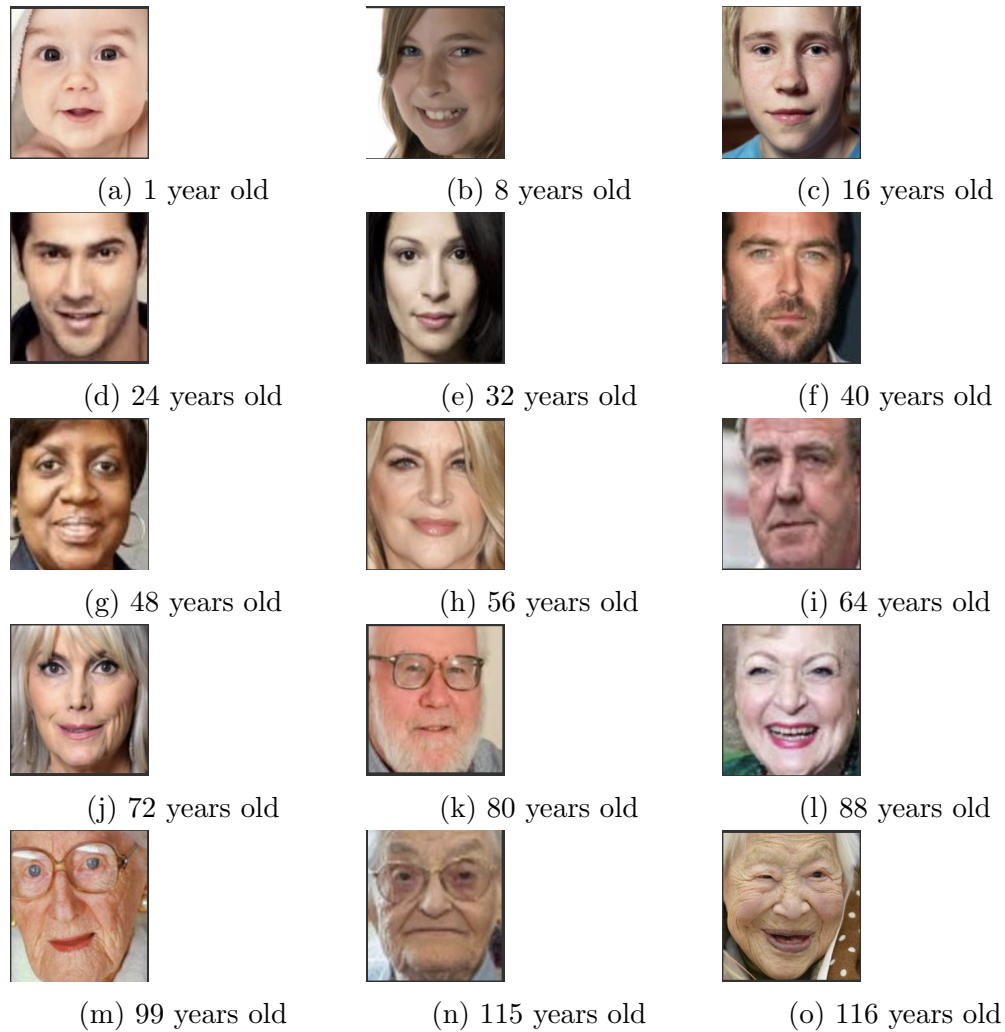 (a) 1 year old
(b) 8 years old
(c) 16 years old
(d) 24 years old
(e) 32 years old
(f) 40 years old
(g) 48 years old
(h) 56 years old
(i) 64 years old
(j) 72 years old
(k) 80 years old
(l) 88 years old
(m) 99 years old
(n) 115 years old
(o) 116 years old